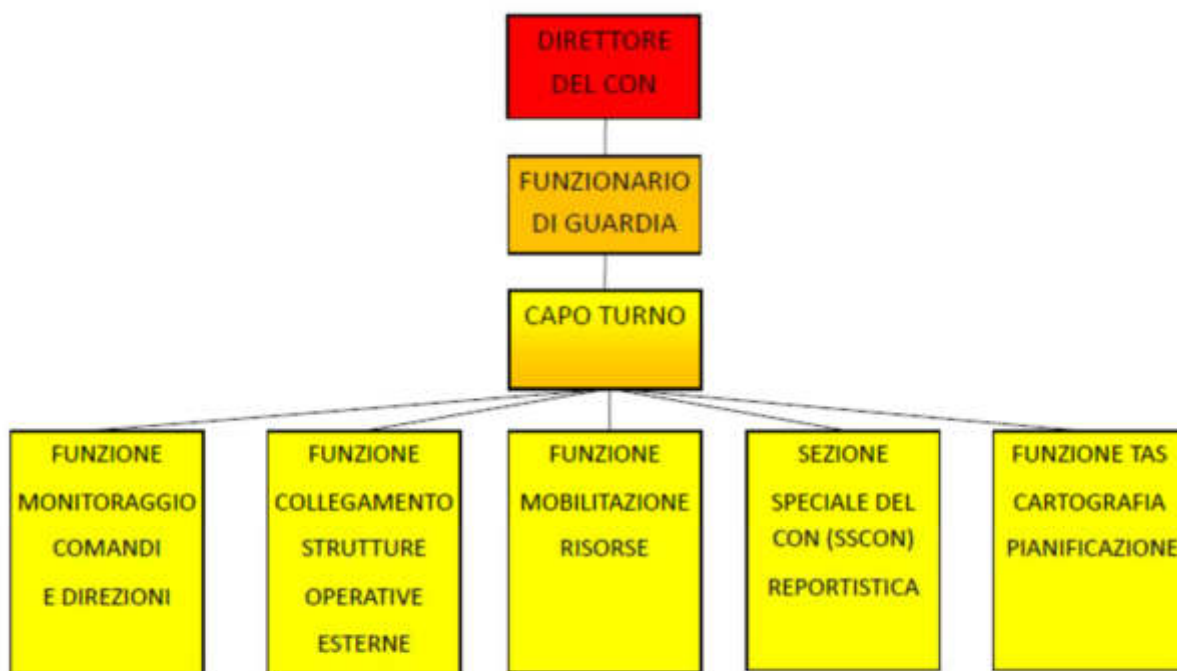 DIRETTORE
DEL CON
FUNZIONARIO
DI GUARDIA
CAPO TURNO
FUNZIONE
MONITORAGGIO
COMANDI
E DIREZIONI
FUNZIONE
COLLEGAMENTO
STRUTTURE
OPERATIVE
ESTERNE
FUNZIONE
MOBILITAZIONE
RISORSE
SEZIONE
SPECIALE DEL
CON (SSCON)
REPORTISTICA
FUNZIONE TAS
CARTOGRAFIA
PIANIFICAZIONE